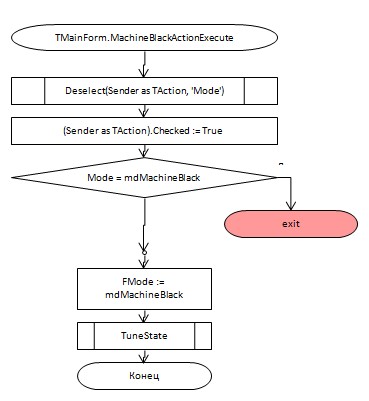 TMainForm.MachineBlackActionExecute
Deselect(Sender as TAction, 'Mode')
(Sender as TAction).Checked := True
Mode = mdMachineBlack
exit
FMode :=
mdMachineBlack
TuneState
Конец